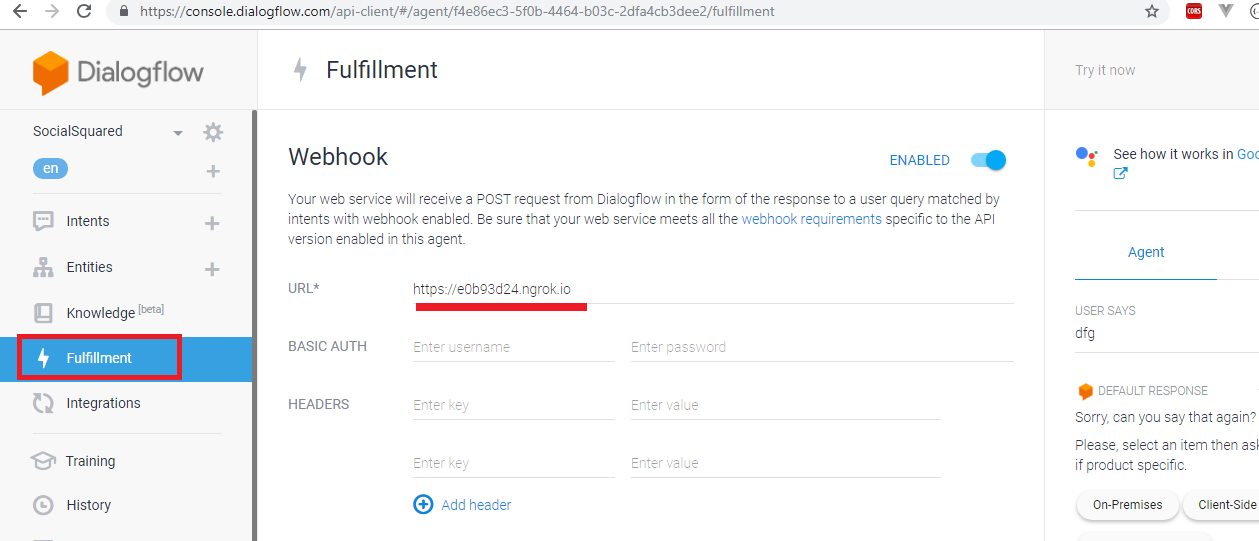 https://console.dialogflow.com/api-client/#/agent/f4e86ec3-5f0b-4464-b03c-2dfa4cb3dee2/fulfillment
CORS
Dialogflow
SocialSquared
en
Intents
Entities
Knowledge [beta]
Fulfillment
Integrations
Training
History
Fulfillment
Webhook
ENABLED
Your web service will receive a POST request from Dialogflow in the form of the response to a user query matched by
intents with webhook enabled. Be sure that your web service meets all the webhook requirements specific to the API
version enabled in this agent.
URL*
https://e0b93d24.ngrok.io
BASIC AUTH
Enter username
Enter password
HEADERS
Enter key
Enter value
Enter key
Enter value
Add header
Try it now
See how it works in Goo
Agent
USER SAYS
dfg
DEFAULT RESPONSE
Sorry, can you say that again?
Please, select an item then ask
if product specific.
On-Premises
Client-Side